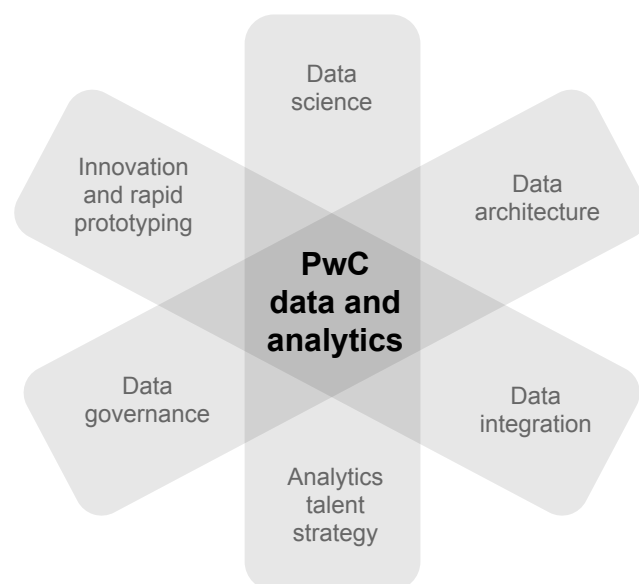 Data
science
Innovation
and rapid
prototyping
Data
architecture
PwC
data and
analytics
Data
governance
Data
integration
Analytics
talent
strategy